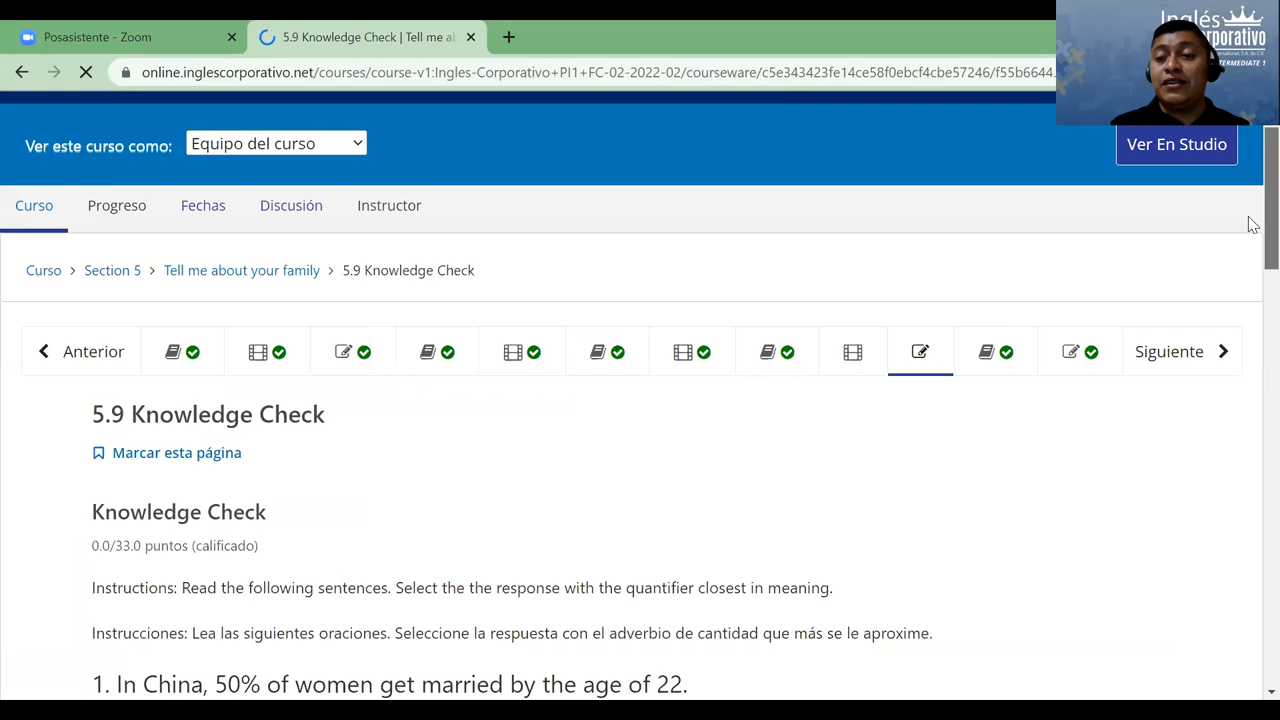 Posasistente - Zoom
5.9 Knowledge Check | Tell me ab
online.inglescorporativo.net/courses/course-v1:Ingles-Corporativo+PI1+FC-02-2022-02/courseware/c5e343423fe14ce58f0ebcf4cbe57246/f55b6644
Inglés
rporativo
TERMEDIATE 1
Ver este curso como:
Equipo del curso
Ver En Studio
Curso Progreso Fechas Discusión Instructor
Curso > Section 5 > Tell me about your family > 5.9 Knowledge Check
Anterior
Siguiente
5.9 Knowledge Check
Marcar esta página
Knowledge Check
0.0/33.0 puntos (calificado)
Instructions: Read the following sentences. Select the the response with the quantifier closest in meaning.
Instrucciones: Lea las siguientes oraciones. Seleccione la respuesta con el adverbio de cantidad que más se le aproxime.
1. In China, 50% of women get married by the age of 22.